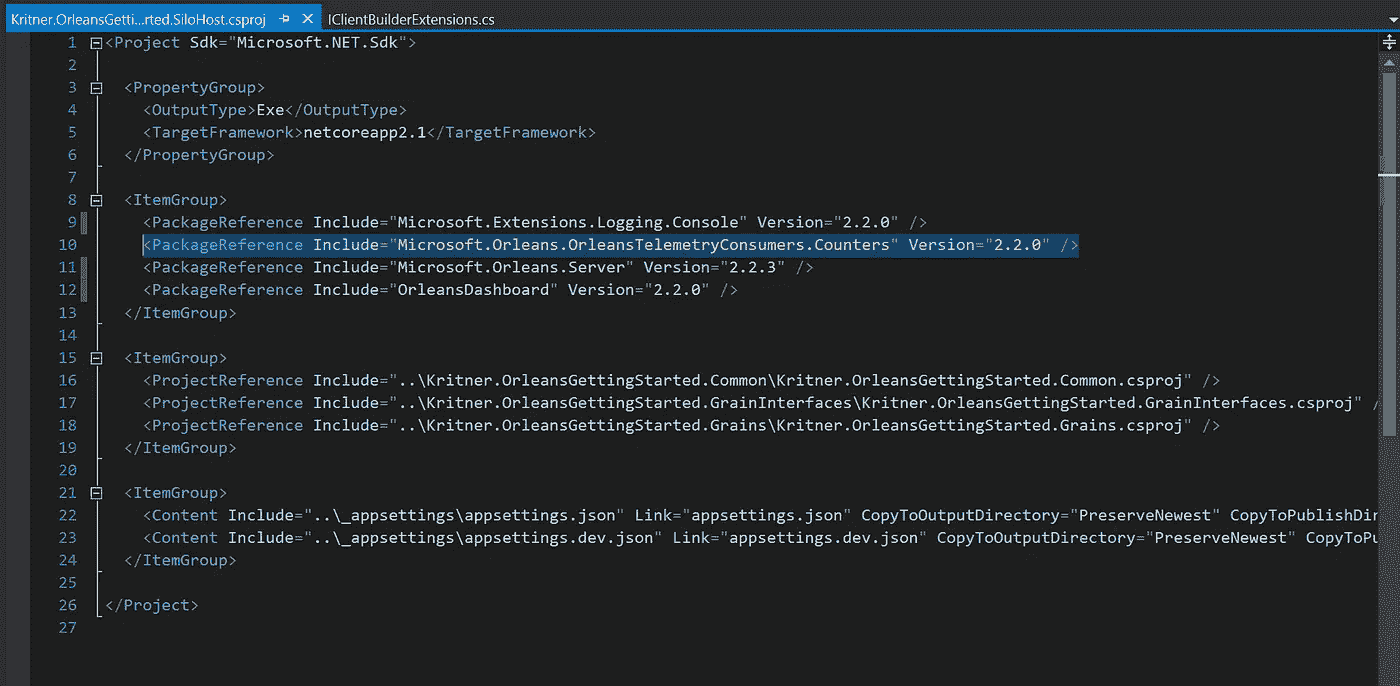 Kritner.OrleansGetti...rted.SiloHost.csproj IClientBuilderExtensions.cs
1 <Project Sdk="Microsoft.NET.Sdk">
2
3 <PropertyGroup>
4 <OutputType>Exe</OutputType>
5 <TargetFramework>netcoreapp2.1</TargetFramework>
6 </PropertyGroup>
7
8 <ItemGroup>
9 <PackageReference Include="Microsoft.Extensions.Logging.Console" Version="2.2.0" />
10 <PackageReference Include="Microsoft.Orleans.OrleansTelemetryConsumers.Counters" Version="2.2.0" />
11 <PackageReference Include="Microsoft.Orleans.Server" Version="2.2.3" />
12 <PackageReference Include="OrleansDashboard" Version="2.2.0" />
13 </ItemGroup>
14
15 <ItemGroup>
16 <ProjectReference Include="..\Kritner.OrleansGettingStarted.Common\Kritner.OrleansGettingStarted.Common.csproj" />
17 <ProjectReference Include="..\Kritner.OrleansGettingStarted.GrainInterfaces\Kritner.OrleansGettingStarted.GrainInterfaces.csproj" /
18 <ProjectReference Include="..\Kritner.OrleansGettingStarted.Grains\Kritner.OrleansGettingStarted.Grains.csproj" />
19 </ItemGroup>
20
21 <ItemGroup>
22 <Content Include="..\_appsettings\appsettings.json" Link="appsettings.json" CopyToOutputDirectory="PreserveNewest" CopyToPublishDir
23 <Content Include="..\_appsettings\appsettings.dev.json" Link="appsettings.dev.json" CopyToOutputDirectory="PreserveNewest" CopyToPu
24 </ItemGroup>
25
26 </Project>
27